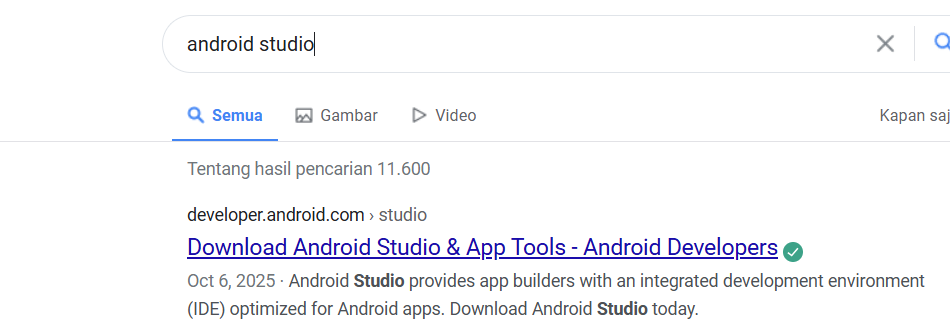 android studio
Semua Gambar Video Kapan saj
Tentang hasil pencarian 11.600
developer.android.com › studio
Download Android Studio & App Tools - Android Developers
Oct 6, 2025 · Android Studio provides app builders with an integrated development environment
(IDE) optimized for Android apps. Download Android Studio today.